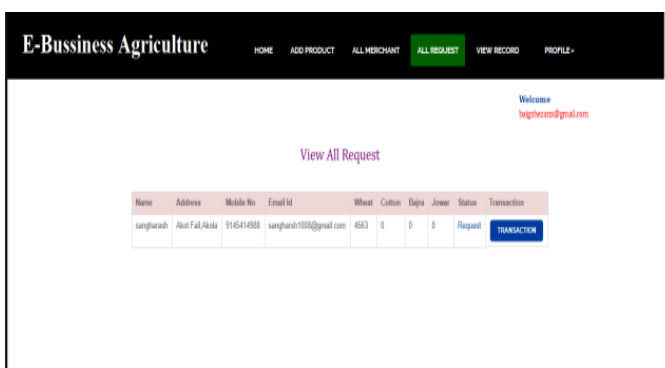 E-Bussiness Agriculture HOME ADD PRODUCT ALL MERCHANT ALL REQUEST VIEW RECORD PROFILE
Welcome
View All Request
Name Address Mobile No Email Id Wheat Cotton Bajra Jowar Status Transaction
sangharash Akot Fail,Akola 9145414988 sangharsh1008@gmail.com 4563 0 0 0 Request TRANSACTION